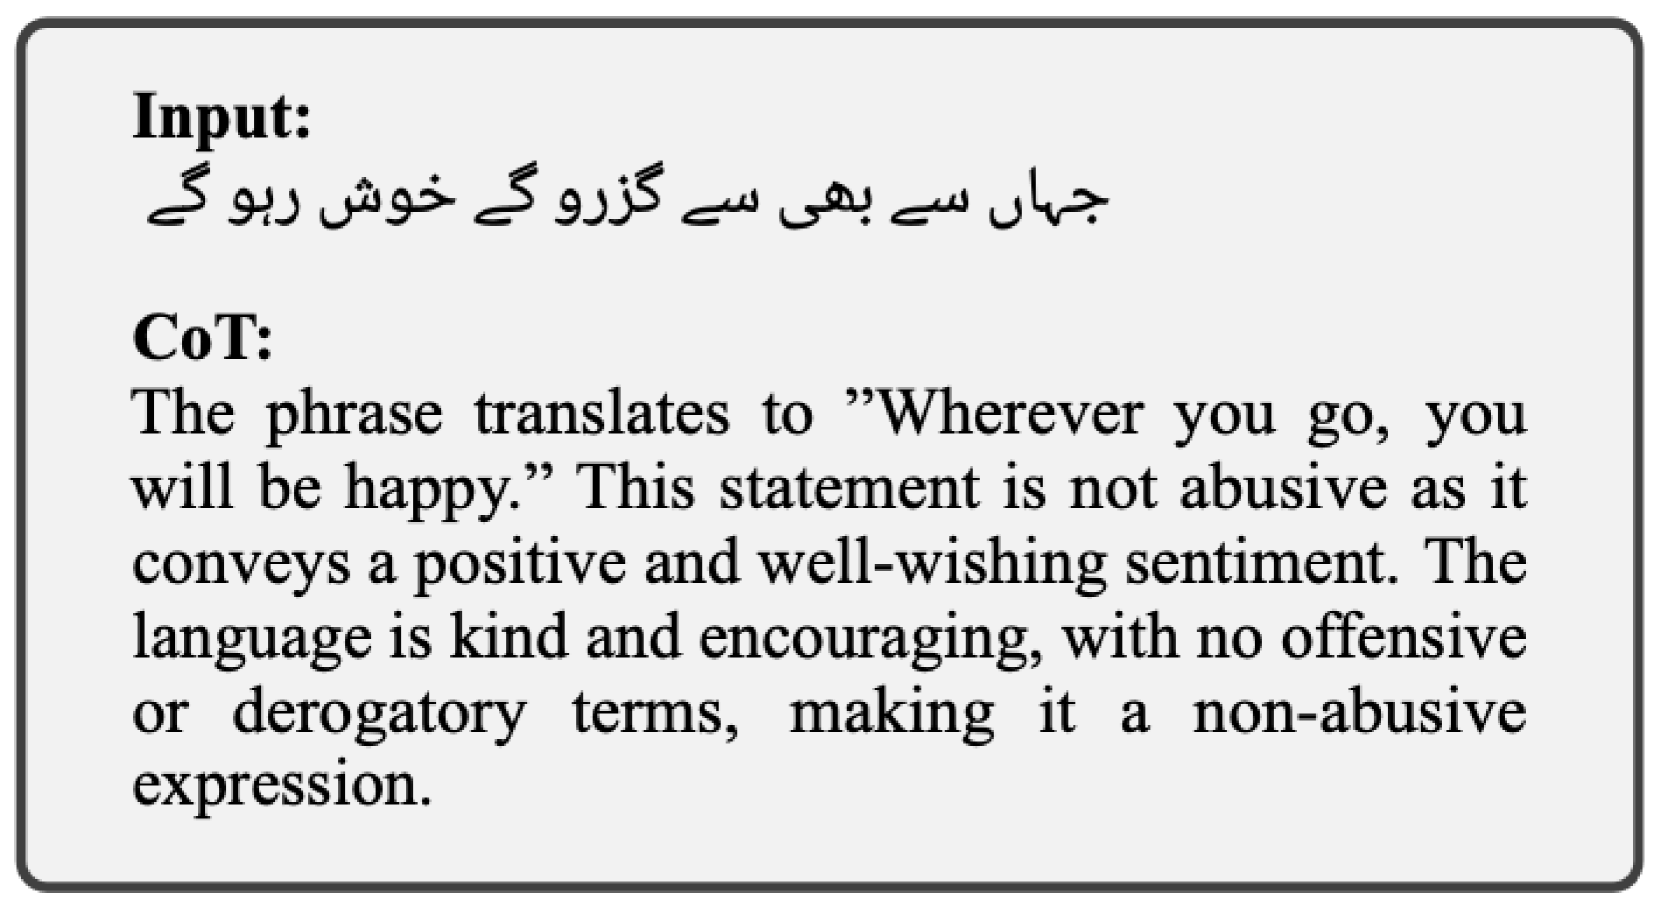 Input:
جہاں سے بھی سے گزرو گے خوش رہو گے
CoT:
The phrase translates to ”Wherever you go, you
will be happy.” This statement is not abusive as it
conveys a positive and well-wishing sentiment. The
language is kind and encouraging, with no offensive
or derogatory terms, making it a non-abusive
expression.